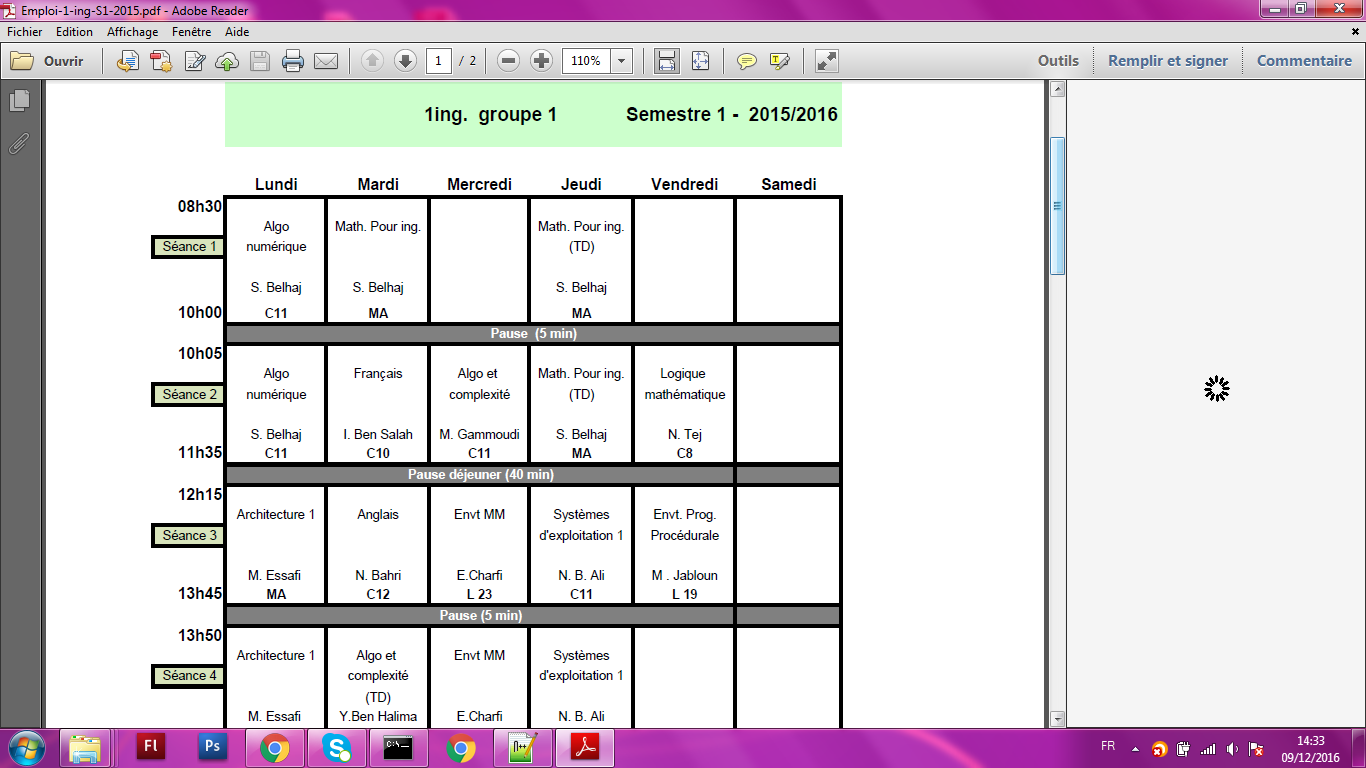 Emploi-1-ing-S1-2015.pdf - Adobe Reader
Fichier Edition Affichage Fenêtre Aide
Ouvrir 1 / 2 110% Outils Remplir et signer Commentaire
1ing. groupe 1 Semestre 1 - 2015/2016
Lundi Mardi Mercredi Jeudi Vendredi Samedi
08h30
Algo Math. Pour ing. Math. Pour ing.
Séance 1 numérique (TD)
S. Belhaj S. Belhaj S. Belhaj
10h00 C11 MA MA
Pause (5 min)
10h05
Algo Français Algo et Math. Pour ing. Logique
Séance 2 numérique complexité (TD) mathématique
S. Belhaj I. Ben Salah M. Gammoudi S. Belhaj N. Tej
11h35 C11 C10 C11 MA C8
Pause déjeuner (40 min)
12h15
Architecture 1 Anglais Envt MM Systèmes Envt. Prog.
Séance 3 d'exploitation 1 Procédurale
M. Essafi N. Bahri E.Charfi N. B. Ali M . Jabloun
13h45 MA C12 L 23 C11 L 19
Pause (5 min)
13h50
Architecture 1 Algo et Envt MM Systèmes
Séance 4 complexité d'exploitation 1
(TD)
M. Essafi Y.Ben Halima E.Charfi N. B. Ali
Fl Ps C:\ FR 14:33
09/12/2016